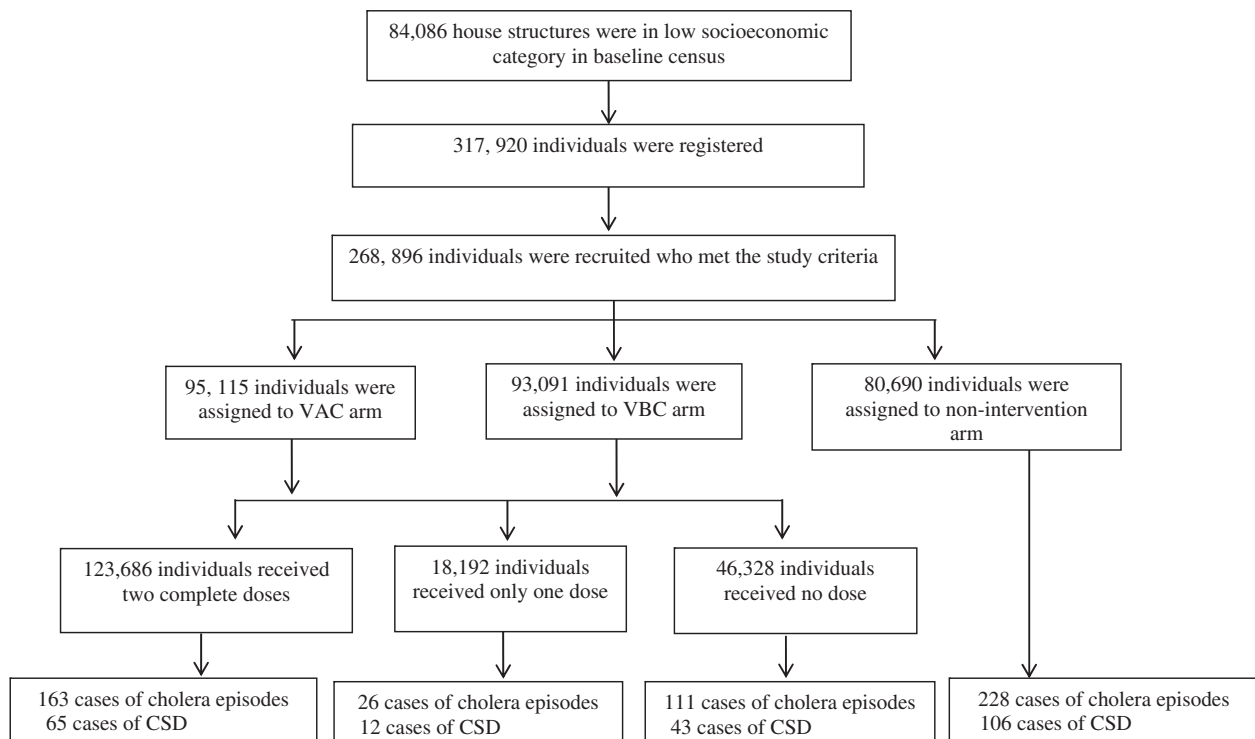 84,086 house structures were in low socioeconomic
category in baseline census
317, 920 individuals were registered
268, 896 individuals were recruited who met the study criteria
95, 115 individuals were
assigned to VAC arm
93,091 individuals were
assigned to VBC arm
80,690 individuals were
assigned to non-intervention
arm
123,686 individuals received
two complete doses
18,192 individuals
received only one dose
46,328 individuals
received no dose
163 cases of cholera episodes
65 cases of CSD
26 cases of cholera episodes
12 cases of CSD
111 cases of cholera episodes
43 cases of CSD
228 cases of cholera episodes
106 cases of CSD